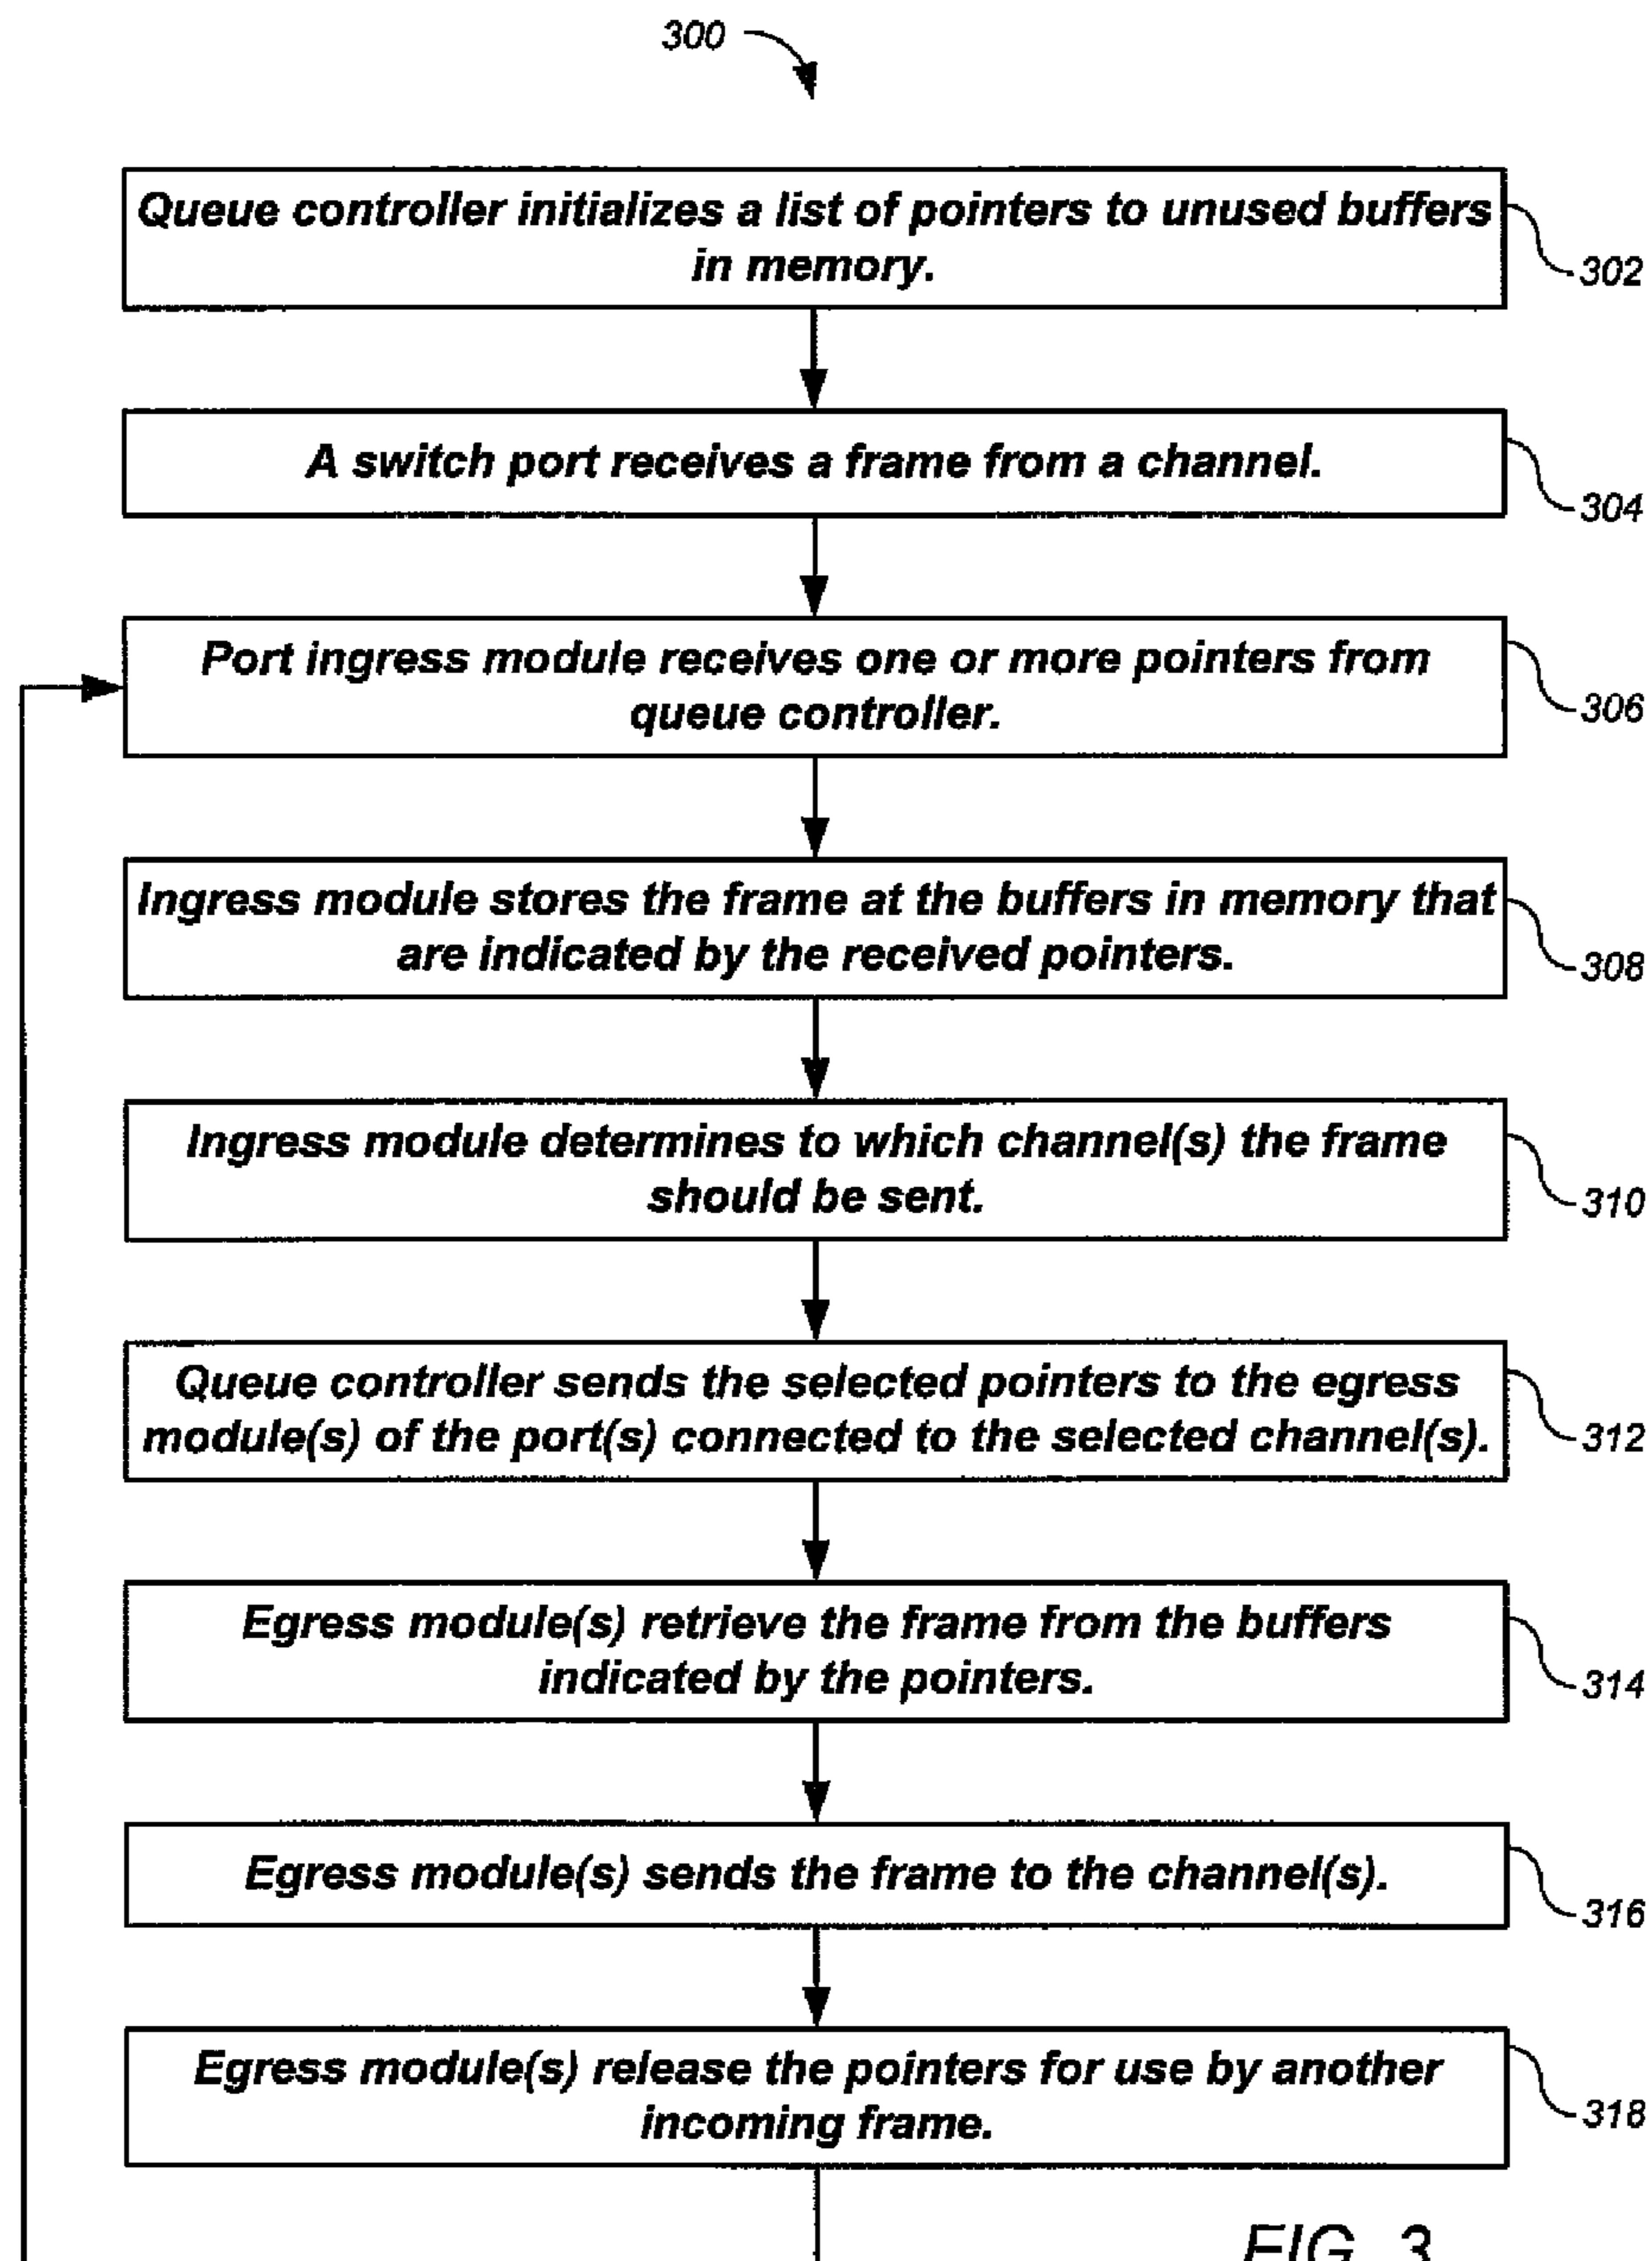 300
Queue controller initializes a list of pointers to unused buffers
in memory.
302
A switch port receives a frame from a channel.
304
Port ingress module receives one or more pointers from
queue controller.
306
Ingress module stores the frame at the buffers in memory that
are indicated by the received pointers.
308
Ingress module determines to which channel(s) the frame
should be sent.
310
Queue controller sends the selected pointers to the egress
module(s) of the port(s) connected to the selected channel(s).
312
Egress module(s) retrieve the frame from the buffers
indicated by the pointers.
314
Egress module(s) sends the frame to the channel(s).
316
Egress module(s) release the pointers for use by another
incoming frame.
318
FIG. 3